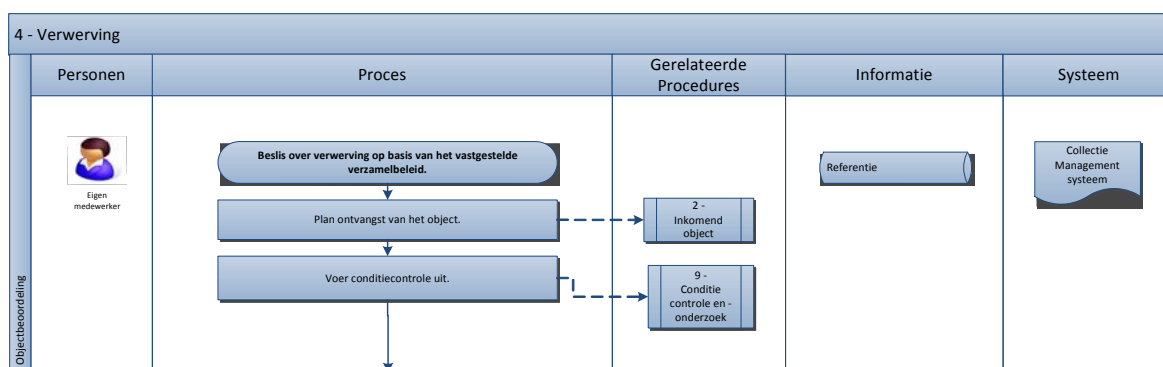 4 - Verwerving
Personen
Proces
Gerelateerde
Procedures
Informatie
Systeem
Objectbeoordeling
Eigen
medewerker
Beslis over verwerving op basis van het vastgestelde
verzamelbeleid.
Referentie
Collectie
Management
systeem
Plan ontvangst van het object.
2 -
Inkomend
object
Voer conditiecontrole uit.
9 -
Conditie
controle en -
onderzoek